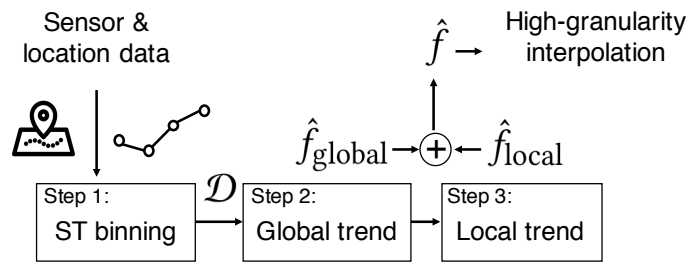 Sensor &
location data
High-granularity
interpolation
f̂
f̂global
+
f̂local
Step 1:
ST binning
𝒟
Step 2:
Global trend
Step 3:
Local trend